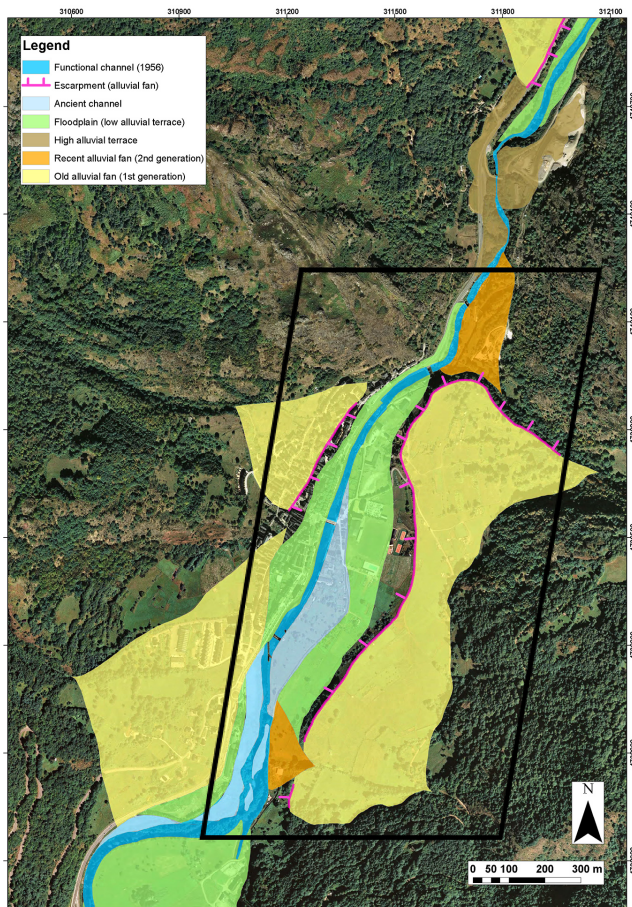 310600 310900 311200 311500 311800 312100
Legend
Functional channel (1956)
Escarpment (alluvial fan)
Ancient channel
Floodplain (low alluvial terrace)
High alluvial terrace
Recent alluvial fan (2nd generation)
Old alluvial fan (1st generation)
N
0 50 100 200 300 m